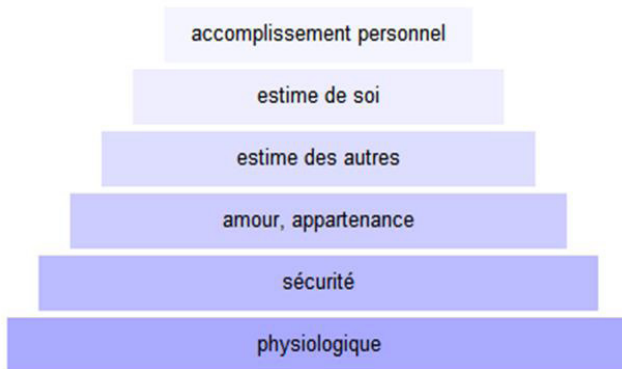 accomplissement personnel
estime de soi
estime des autres
amour, appartenance
sécurité
physiologique